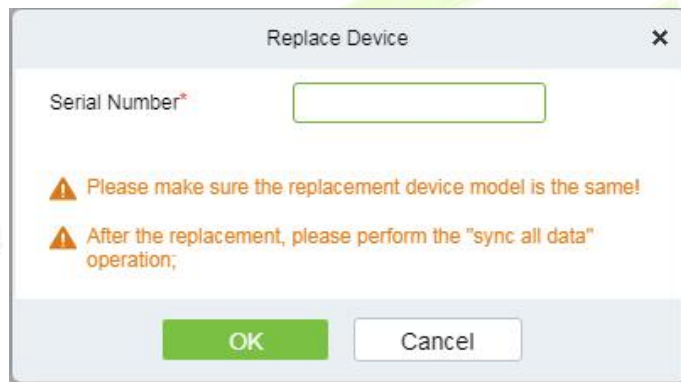 Replace Device
Serial Number*
Please make sure the replacement device model is the same!
After the replacement, please perform the "sync all data"
operation;
OK
Cancel